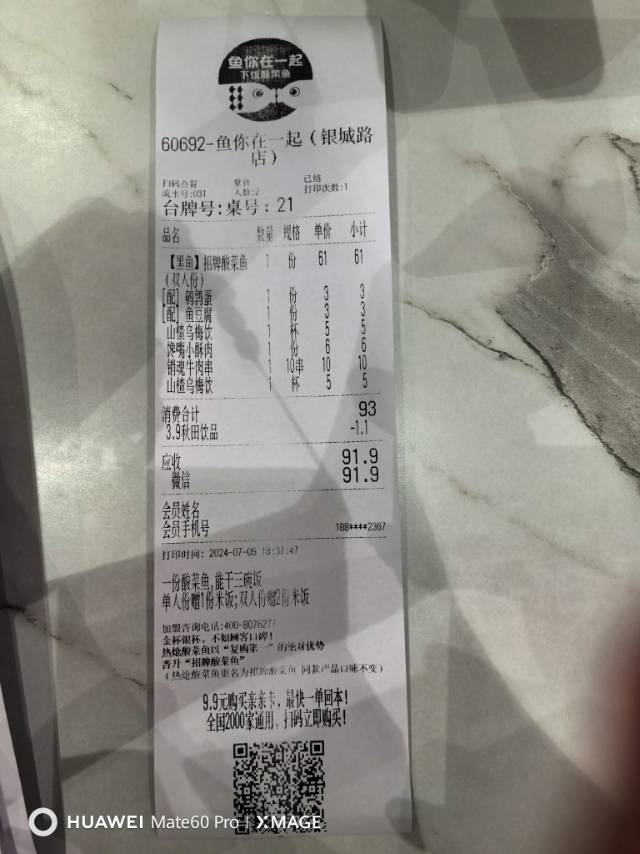 鱼你在一起
下饭酸菜鱼
60692-鱼你在一起（银城路店）
扫码点餐 堂食 已结
流水号:031 人数:2 打印次数:1
台牌号:桌号：21
品名 数量 规格 单价 小计
【黑鱼】招牌酸菜鱼 1 份 61 61
（双人份）
[配] 鹌鹑蛋 1 份 3 3
[配] 鱼豆腐 1 份 3 3
山楂乌梅饮 1 杯 5 5
馋嘴小酥肉 1 份 6 6
销魂牛肉串 1 10串 10 10
山楂乌梅饮 1 杯 5 5
消费合计 93
3.9秋田饮品 -1.1
应收 91.9
微信 91.9
会员姓名
会员手机号 188****2367
打印时间: 2024-07-09 18:37:47
一份酸菜鱼,能干三碗饭
单人份赠1份米饭;双人份赠2份米饭
加盟咨询电话:400-8076277
金杯银杯，不如顾客口碑！
热炝酸菜鱼以“复购第一”的绝对优势
晋升“招牌酸菜鱼”
（热炝酸菜鱼更名为招牌酸菜鱼 同款产品口味不变）
9.9元购买亲亲卡，最快一单回本！
全国2000家通用，扫码立即购买！
HUAWEI Mate60 Pro | XMAGE